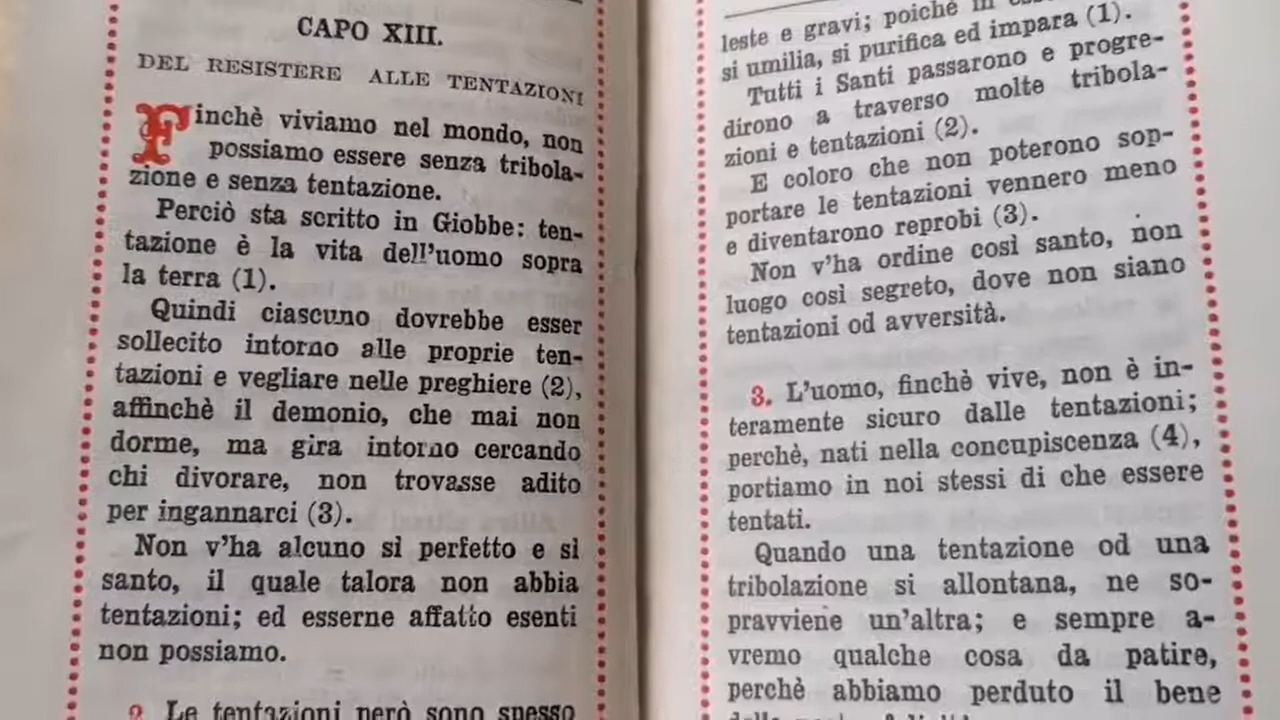 CAPO XIII.
DEL RESISTERE ALLE TENTAZIONI
Finchè viviamo nel mondo, non
possiamo essere senza tribola-
zione e senza tentazione.
Perciò sta scritto in Giobbe: ten-
tazione è la vita dell'uomo sopra
la terra (1).
Quindi ciascuno dovrebbe esser
sollecito intorno alle proprie ten-
tazioni e vegliare nelle preghiere (2),
affinchè il demonio, che mai non
dorme, ma gira intorno cercando
chi divorare, non trovasse adito
per ingannarci (3).
Non v'ha alcuno sì perfetto e sì
santo, il quale talora non abbia
tentazioni; ed esserne affatto esenti
non possiamo.
2. Le tentazioni però sono spesso
leste e gravi; poichè in
si umilia, si purifica ed impara (1).
Tutti i Santi passarono e progre-
dirono a traverso molte tribola-
zioni e tentazioni (2).
E coloro che non poterono sop-
portare le tentazioni vennero meno
e diventarono reprobi (3).
Non v'ha ordine così santo, non
luogo così segreto, dove non siano
tentazioni od avversità.
3. L'uomo, finchè vive, non è in-
teramente sicuro dalle tentazioni;
perchè, nati nella concupiscenza (4),
portiamo in noi stessi di che essere
tentati.
Quando una tentazione od una
tribolazione si allontana, ne so-
pravviene un'altra; e sempre a-
vremo qualche cosa da patire,
perchè abbiamo perduto il bene